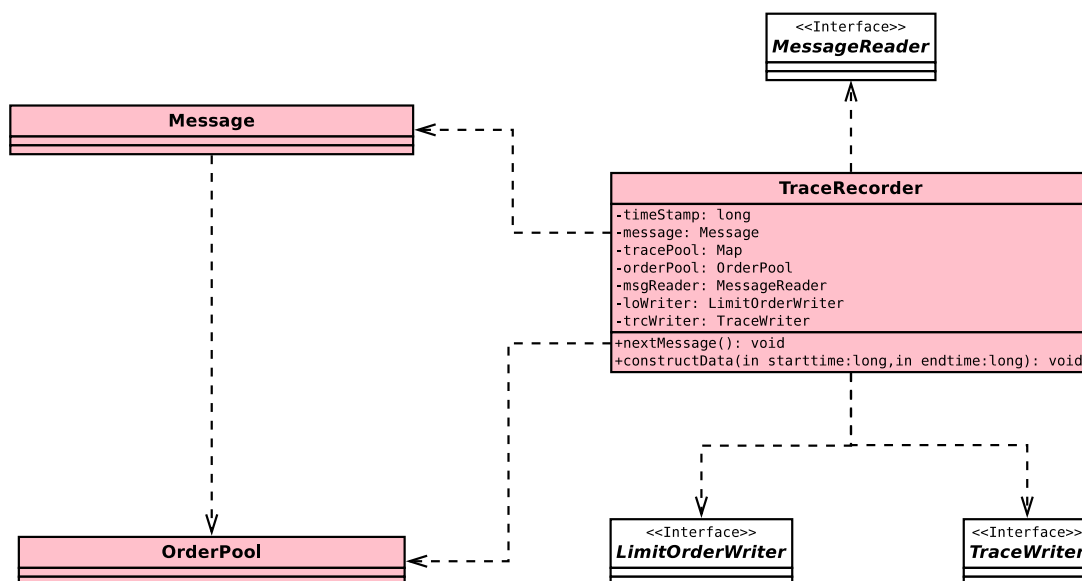 <<Interface>>
MessageReader
Message
TraceRecorder
-timeStamp: long
-message: Message
-tracePool: Map
-orderPool: OrderPool
-msgReader: MessageReader
-loWriter: LimitOrderWriter
-trcWriter: TraceWriter
+nextMessage(): void
+constructData(in starttime:long,in endtime:long): void
OrderPool
<<Interface>>
LimitOrderWriter
<<Interface>>
TraceWriter